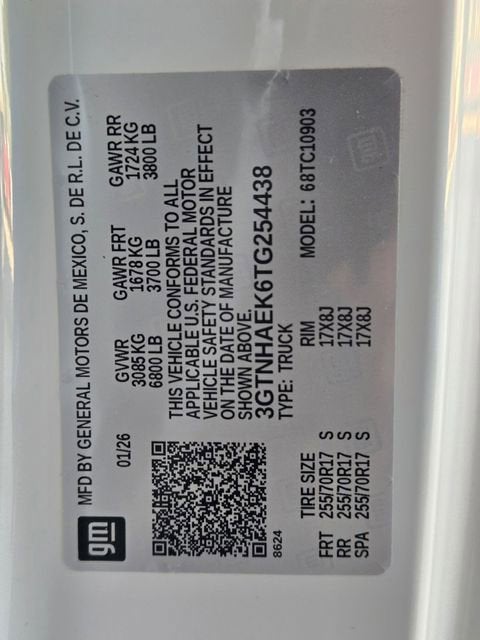 gm
MFD BY GENERAL MOTORS DE MEXICO, S. DE R.L. DE C.V.
01/26
GVWR GAWR FRT GAWR RR
3085 KG 1678 KG 1724 KG
6800 LB 3700 LB 3800 LB
THIS VEHICLE CONFORMS TO ALL
APPLICABLE U.S. FEDERAL MOTOR
VEHICLE SAFETY STANDARDS IN EFFECT
ON THE DATE OF MANUFACTURE
SHOWN ABOVE.
3GTNHAEK6TG254438
TYPE: TRUCK MODEL: 68TC10903
8624
TIRE SIZE RIM
FRT 255/70R17 S 17X8J
RR 255/70R17 S 17X8J
SPA 255/70R17 S 17X8J
gm